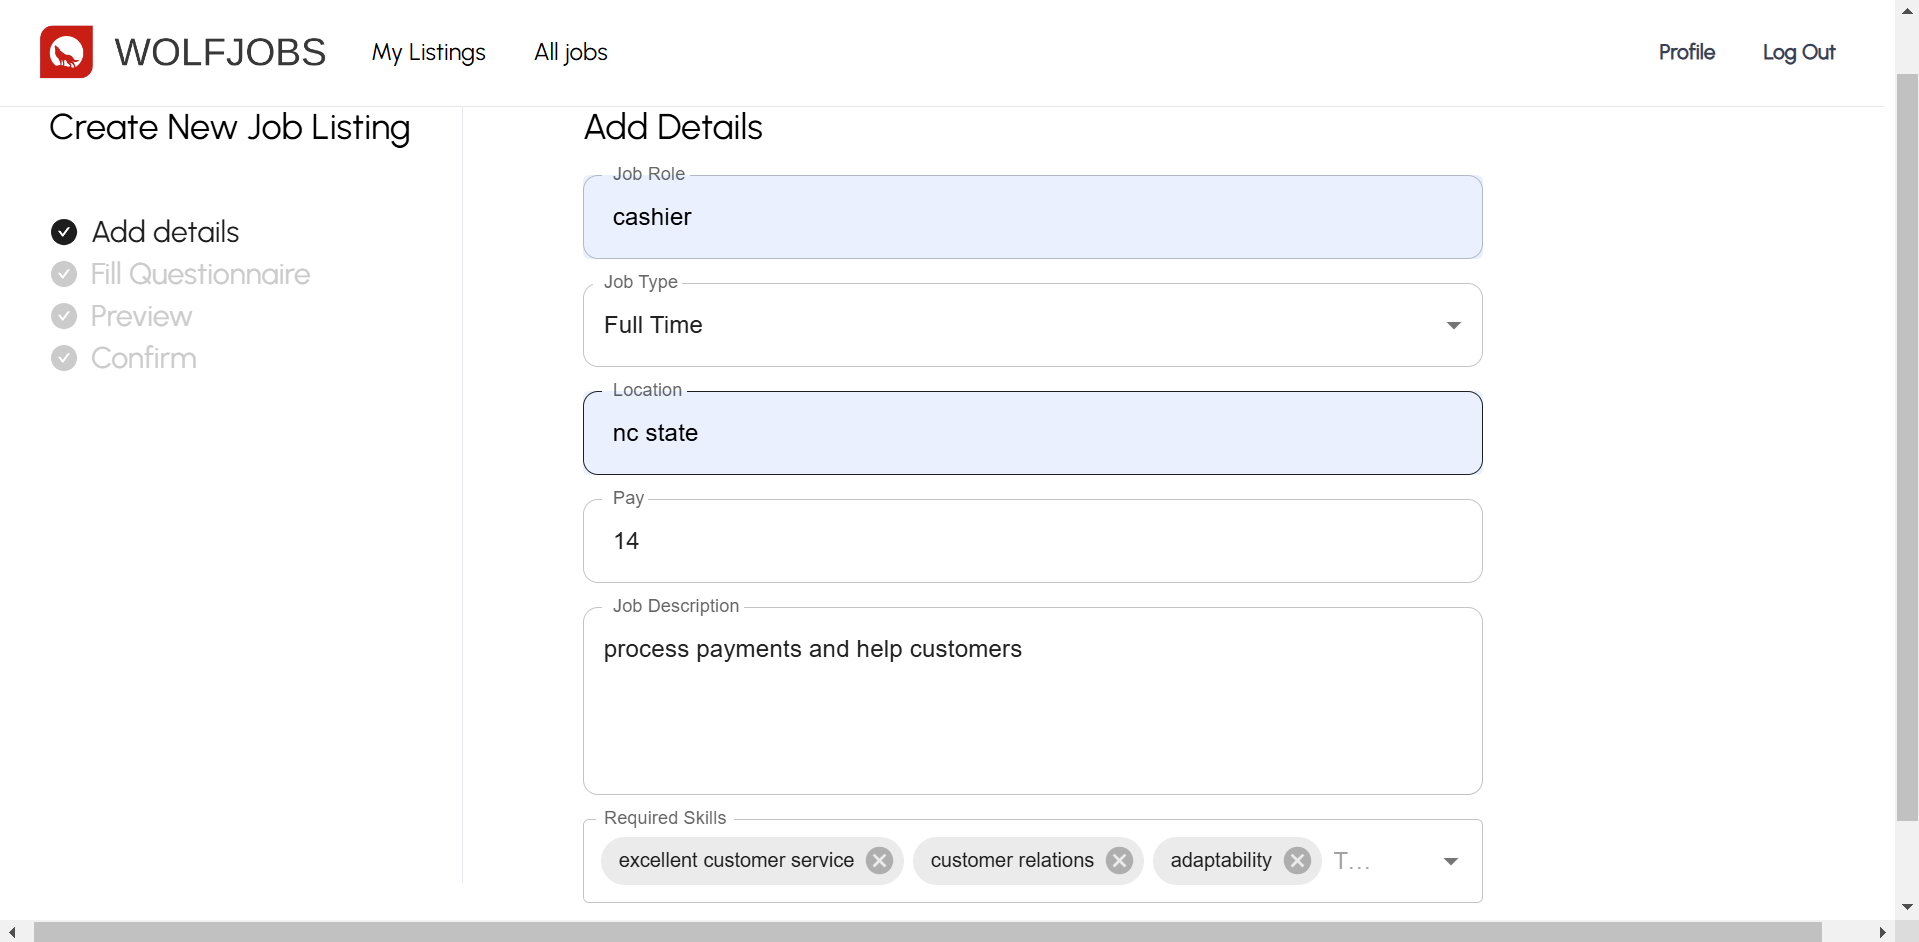 WOLFJOBS My Listings All jobs Profile Log Out
Create New Job Listing
Add details
Fill Questionnaire
Preview
Confirm
Add Details
Job Role
cashier
Job Type
Full Time
Location
nc state
Pay
14
Job Description
process payments and help customers
Required Skills
excellent customer service customer relations adaptability T...